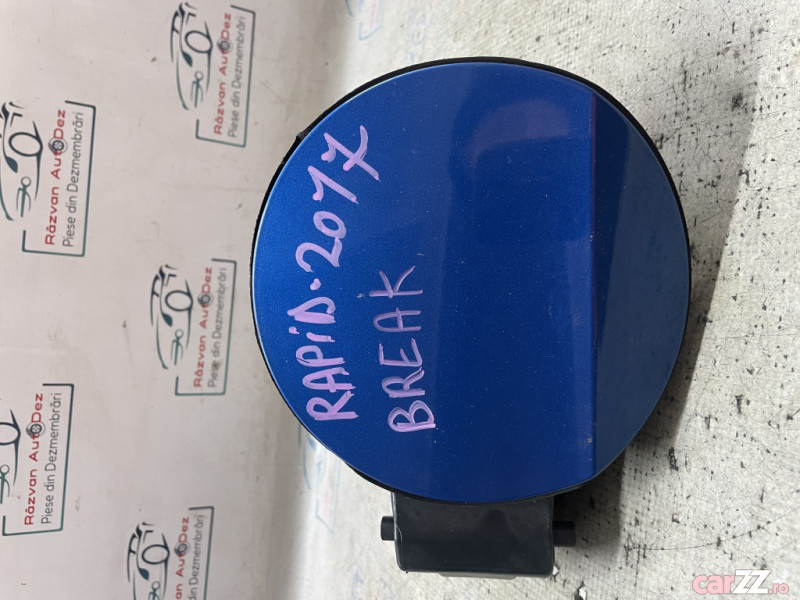 RAPID.2017
BREAK
Răzvan AutoDez
Piese din Dezmembrări
Răzvan AutoDez
Piese din Dezmembrări
Răzvan AutoDez
Piese din Dezmembrări
Răzvan AutoDez
Piese din Dezmembrări
Răzvan AutoDez
Piese din Dezmembrări
carZZ.ro